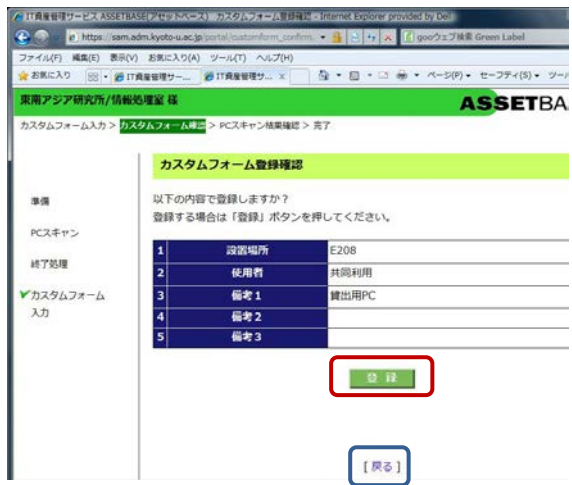 IT資産管理サービス ASSETBASE(アセットベース) カスタムフォーム登録確認 - Internet Explorer provided by Dell
https://sam.adm.kyoto-u.ac.jp/portal/customform_confirm.
gooウェブ検索 Green Label
ファイル(F) 編集(E) 表示(V) お気に入り(A) ツール(T) ヘルプ(H)
お気に入り IT資産管理サー... IT資産管理サ... x ページ(P) セーフティ(S) ツール
東南アジア研究所/情報処理室 様
ASSETBA
カスタムフォーム入力 > カスタムフォーム確認 > PCスキャン結果確認 > 完了
カスタムフォーム登録確認
準備
PCスキャン
終了処理
カスタムフォーム
入力
以下の内容で登録しますか？
登録する場合は「登録」ボタンを押してください。
1 設置場所 E208
2 使用者 共同利用
3 備考1 貸出用PC
4 備考2
5 備考3
登 録
[ 戻る ]